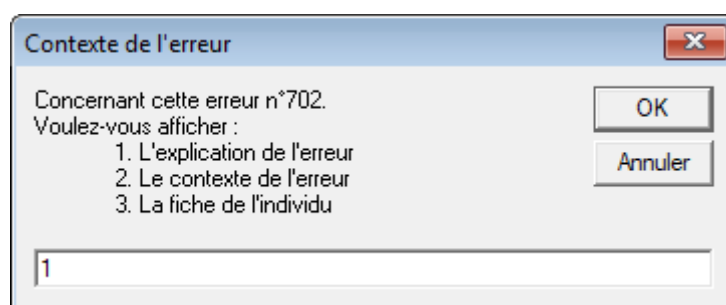 Contexte de l'erreur
Concernant cette erreur n°702.
Voulez-vous afficher :
1. L'explication de l'erreur
2. Le contexte de l'erreur
3. La fiche de l'individu
OK
Annuler
1